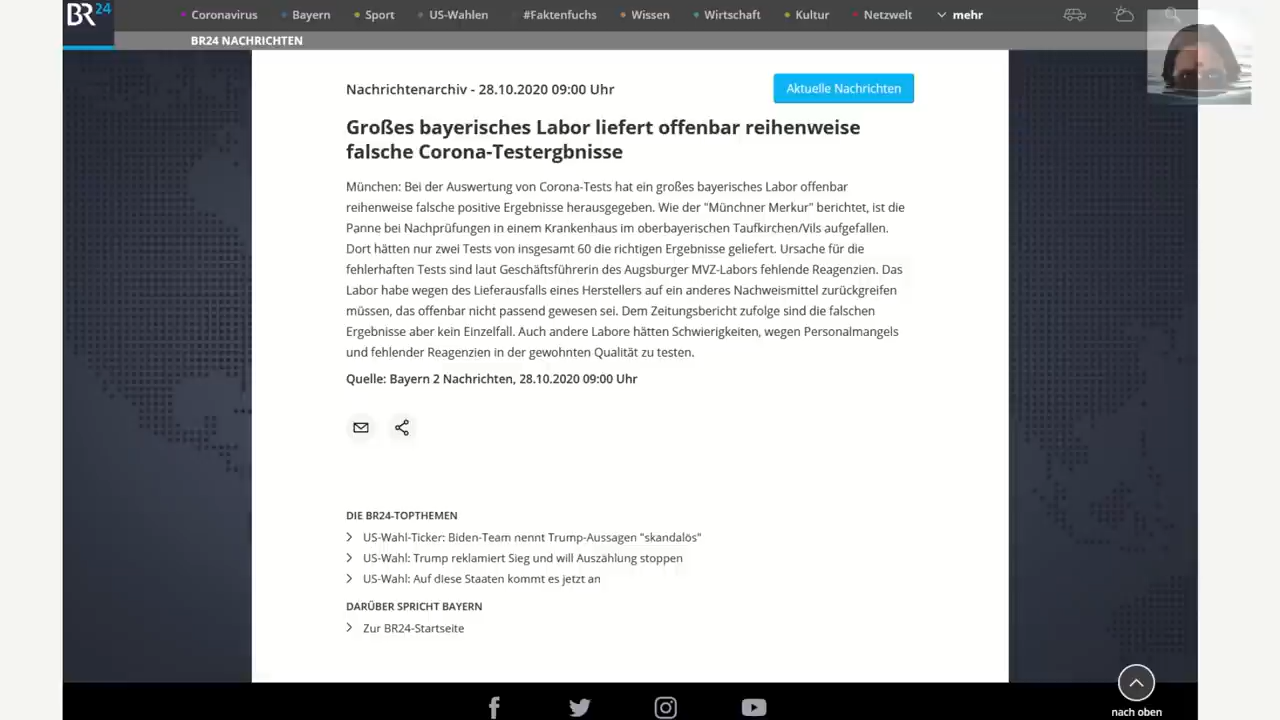 BR24
Coronavirus Bayern Sport US-Wahlen #Faktenfuchs Wissen Wirtschaft Kultur Netzwelt mehr
BR24 NACHRICHTEN
Nachrichtenarchiv - 28.10.2020 09:00 Uhr
Aktuelle Nachrichten
Großes bayerisches Labor liefert offenbar reihenweise
falsche Corona-Testergbnisse
München: Bei der Auswertung von Corona-Tests hat ein großes bayerisches Labor offenbar
reihenweise falsche positive Ergebnisse herausgegeben. Wie der "Münchner Merkur" berichtet, ist die
Panne bei Nachprüfungen in einem Krankenhaus im oberbayerischen Taufkirchen/Vils aufgefallen.
Dort hätten nur zwei Tests von insgesamt 60 die richtigen Ergebnisse geliefert. Ursache für die
fehlerhaften Tests sind laut Geschäftsführerin des Augsburger MVZ-Labors fehlende Reagenzien. Das
Labor habe wegen des Lieferausfalls eines Herstellers auf ein anderes Nachweismittel zurückgreifen
müssen, das offenbar nicht passend gewesen sei. Dem Zeitungsbericht zufolge sind die falschen
Ergebnisse aber kein Einzelfall. Auch andere Labore hätten Schwierigkeiten, wegen Personalmangels
und fehlender Reagenzien in der gewohnten Qualität zu testen.
Quelle: Bayern 2 Nachrichten, 28.10.2020 09:00 Uhr
DIE BR24-TOPTHEMEN
US-Wahl-Ticker: Biden-Team nennt Trump-Aussagen "skandalös"
US-Wahl: Trump reklamiert Sieg und will Auszählung stoppen
US-Wahl: Auf diese Staaten kommt es jetzt an
DARÜBER SPRICHT BAYERN
Zur BR24-Startseite
nach oben